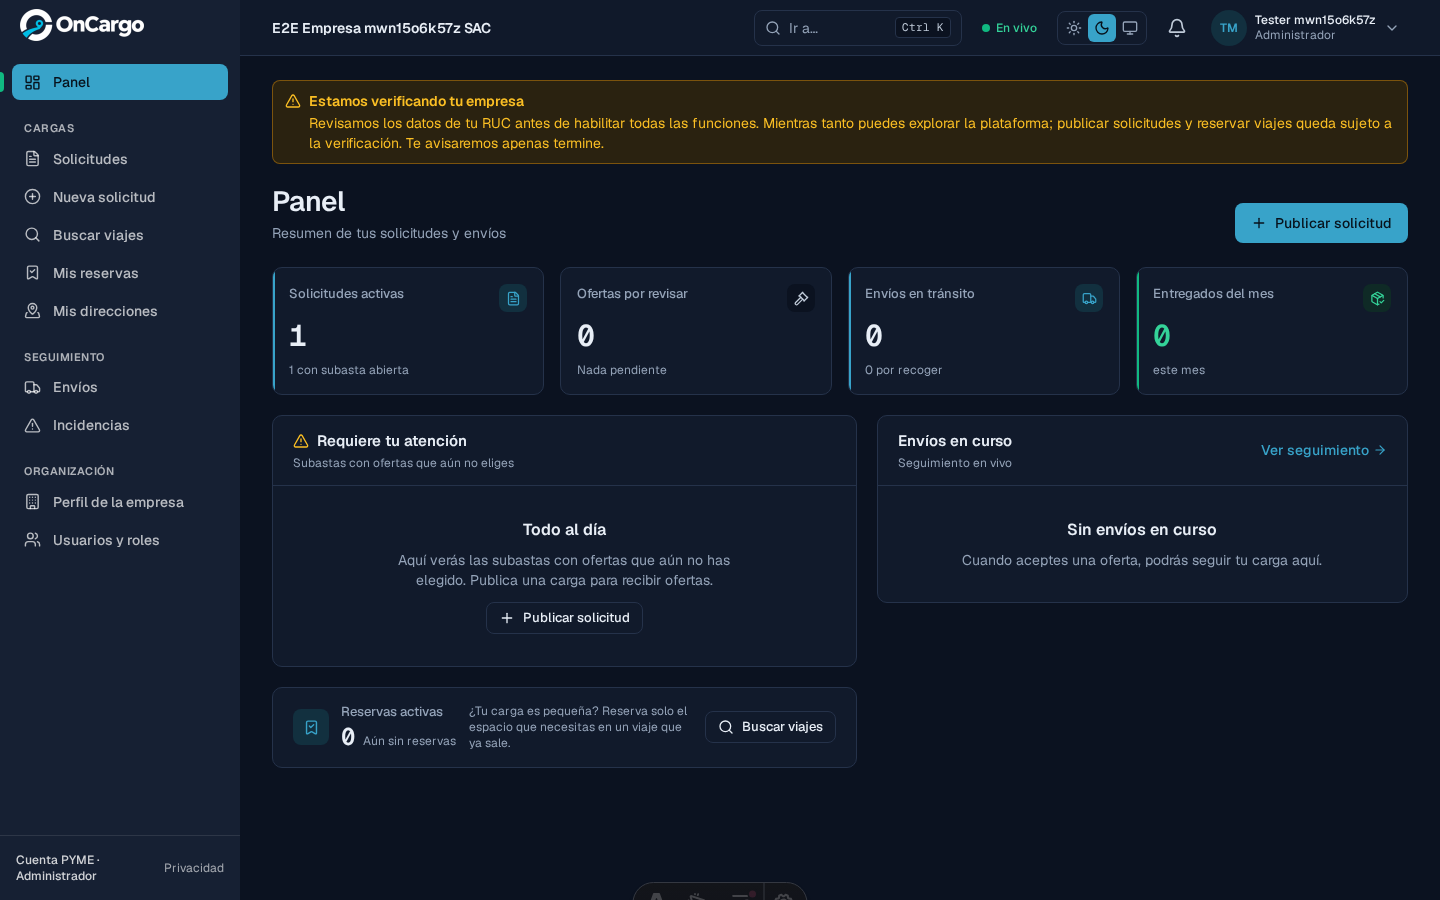 OnCargo
E2E Empresa mwn15o6k57z SAC
Ir a...
Ctrl K
En vivo
TM
Tester mwn15o6k57z
Administrador
Panel
CARGAS
Solicitudes
Nueva solicitud
Buscar viajes
Mis reservas
Mis direcciones
SEGUIMIENTO
Envíos
Incidencias
ORGANIZACIÓN
Perfil de la empresa
Usuarios y roles
Cuenta PYME ·
Administrador
Privacidad
Estamos verificando tu empresa
Revisamos los datos de tu RUC antes de habilitar todas las funciones. Mientras tanto puedes explorar la plataforma; publicar solicitudes y reservar viajes queda sujeto a
la verificación. Te avisaremos apenas termine.
Panel
Resumen de tus solicitudes y envíos
Publicar solicitud
Solicitudes activas
1
1 con subasta abierta
Ofertas por revisar
0
Nada pendiente
Envíos en tránsito
0
0 por recoger
Entregados del mes
0
este mes
Requiere tu atención
Subastas con ofertas que aún no eliges
Todo al día
Aquí verás las subastas con ofertas que aún no has
elegido. Publica una carga para recibir ofertas.
Publicar solicitud
Envíos en curso
Seguimiento en vivo
Ver seguimiento
Sin envíos en curso
Cuando aceptes una oferta, podrás seguir tu carga aquí.
Reservas activas
0 Aún sin reservas
¿Tu carga es pequeña? Reserva solo el
espacio que necesitas en un viaje que
ya sale.
Buscar viajes